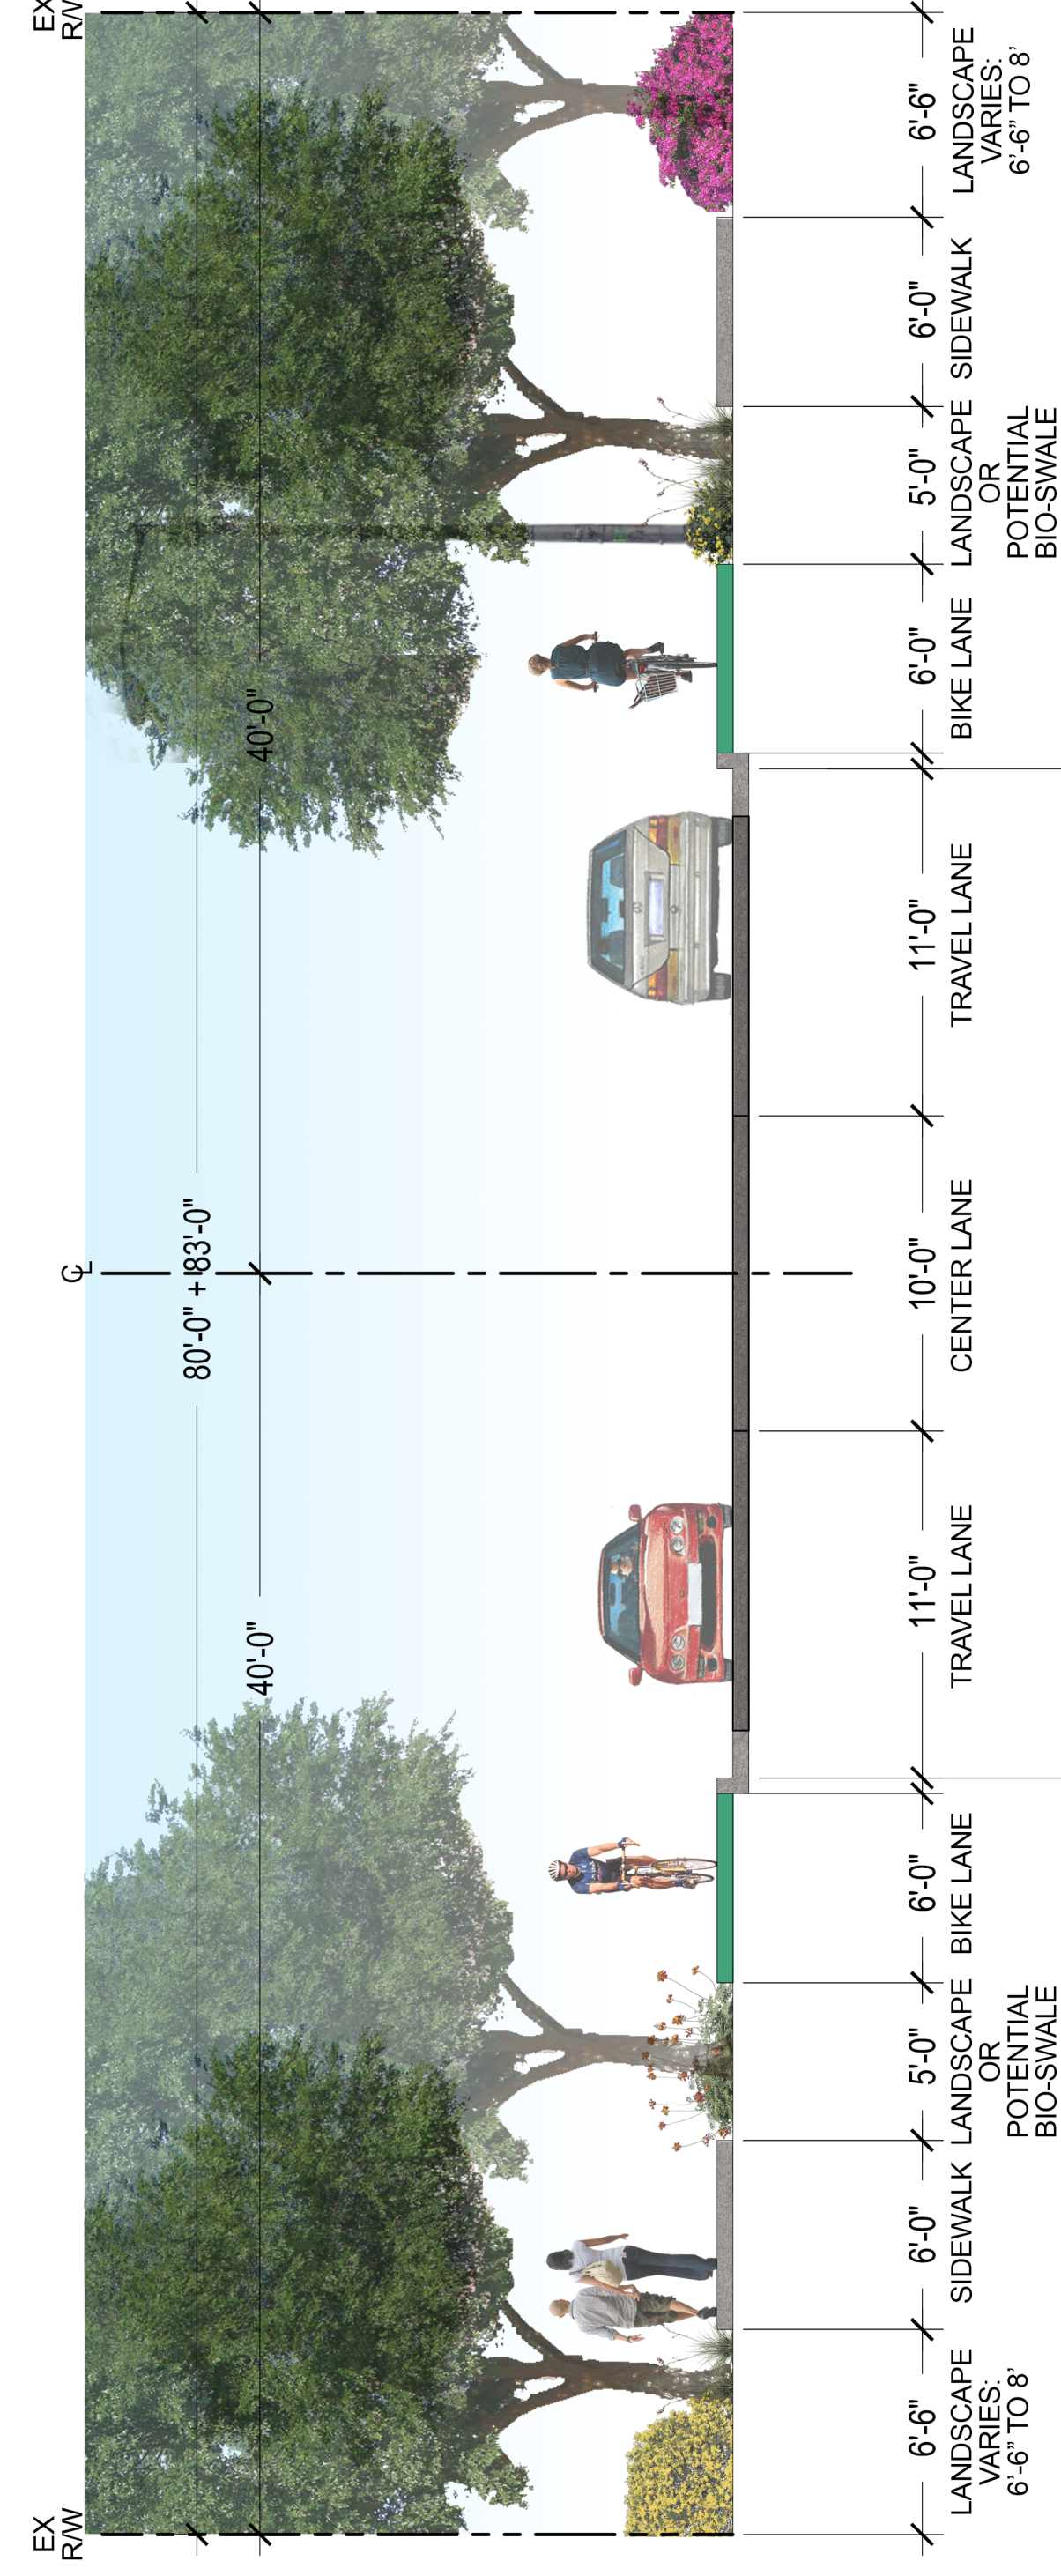 EX
R/W
℄
EX
R/W
80'-0" + 83'-0"
40'-0"
40'-0"
6'-6"
6'-0"
5'-0"
6'-0"
11'-0"
10'-0"
11'-0"
6'-0"
5'-0"
6'-0"
6'-6"
LANDSCAPE
VARIES:
6'-6" TO 8'
SIDEWALK
LANDSCAPE
OR
POTENTIAL
BIO-SWALE
BIKE LANE
TRAVEL LANE
CENTER LANE
TRAVEL LANE
BIKE LANE
LANDSCAPE
OR
POTENTIAL
BIO-SWALE
SIDEWALK
LANDSCAPE
VARIES:
6'-6" TO 8'